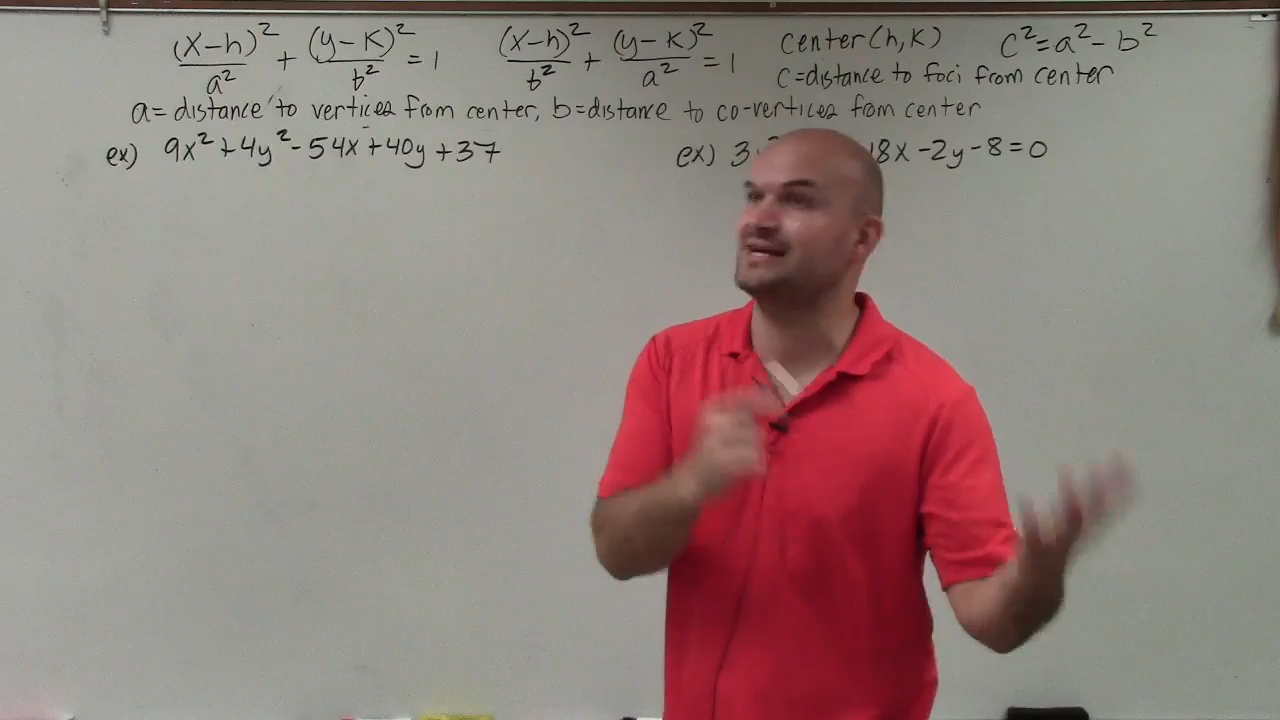 (x-h)²/a² + (y-k)²/b² = 1 (x-h)²/b² + (y-k)²/a² = 1 center (h,k) c²=a²-b²
c=distance to foci from center
a= distance to vertices from center, b=distance to co-vertices from center
ex) 9x²+4y²-54x+40y+37
ex) 3 18x-2y-8=0